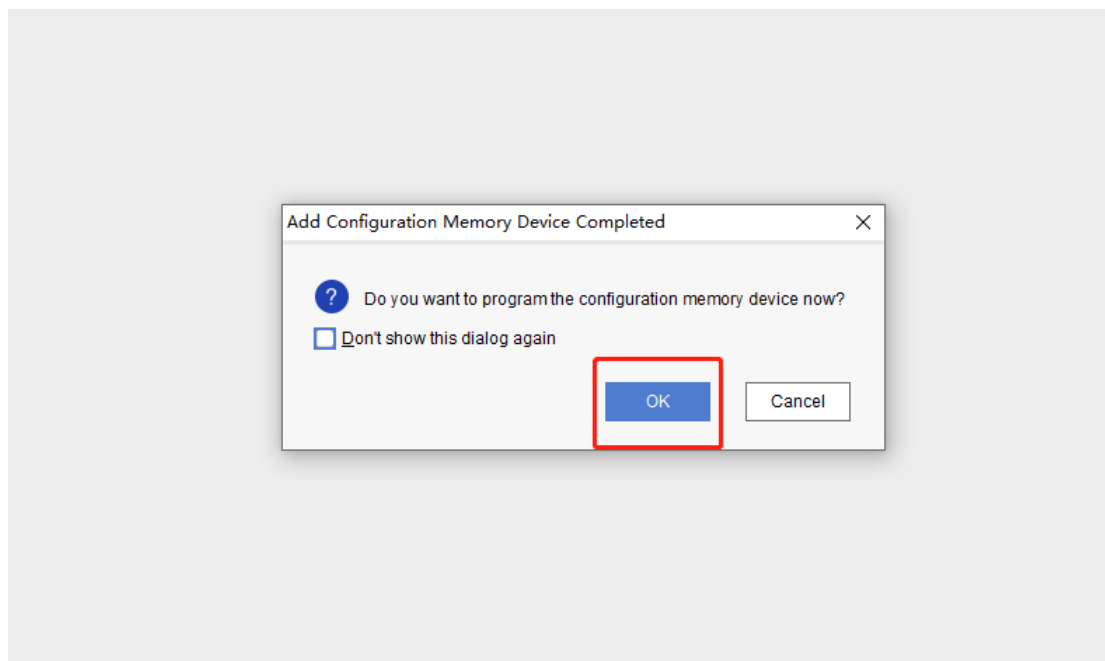 Add Configuration Memory Device Completed
? Do you want to program the configuration memory device now?
Don't show this dialog again
OK Cancel